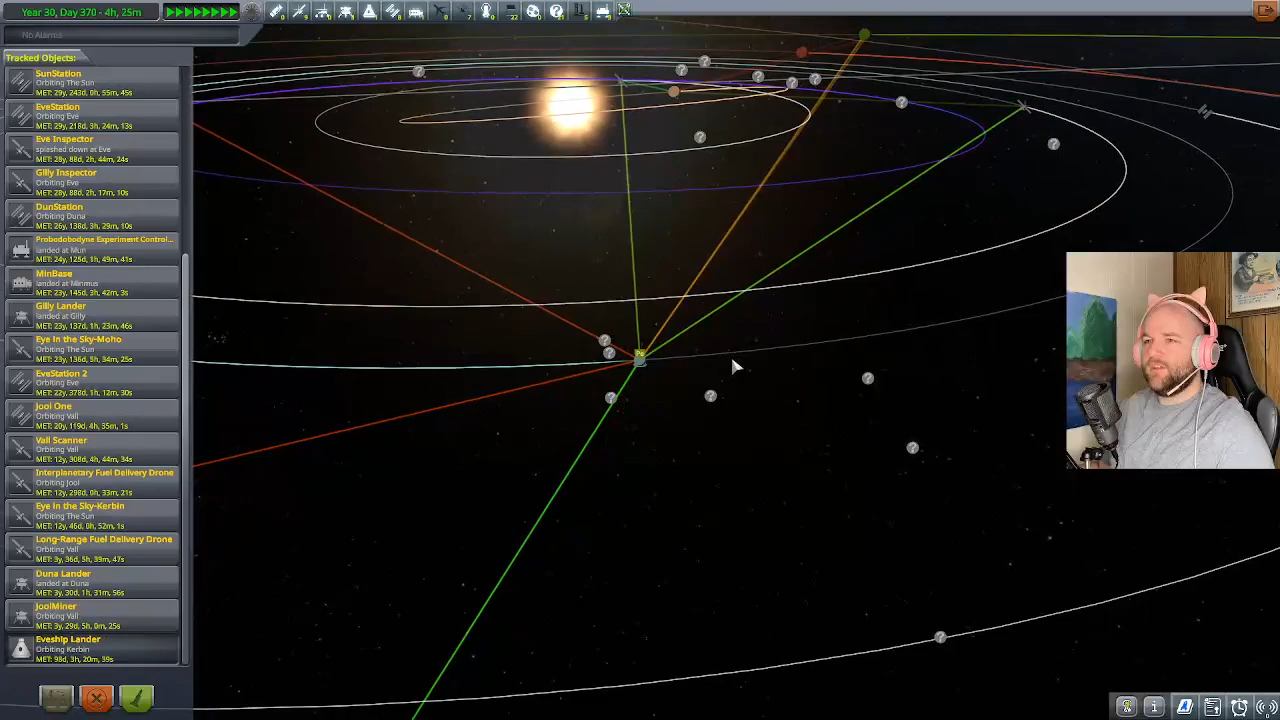 Year 30, Day 370 - 4h, 25m
No Alarms
Tracked Objects:
SunStation
Orbiting The Sun
MET: 29y, 243d, 0h, 55m, 45s
EveStation
Orbiting Eve
MET: 29y, 218d, 3h, 24m, 13s
Eve Inspector
splashed down at Eve
MET: 28y, 88d, 2h, 44m, 24s
Gilly Inspector
Orbiting Eve
MET: 28y, 88d, 2h, 17m, 10s
DunStation
Orbiting Duna
MET: 26y, 138d, 3h, 29m, 10s
Probodobodyne Experiment Control...
landed at Mun
MET: 24y, 125d, 1h, 49m, 41s
MinBase
landed at Minmus
MET: 23y, 145d, 3h, 42m, 3s
Gilly Lander
landed at Gilly
MET: 23y, 137d, 1h, 23m, 46s
Eye In the Sky-Moho
Orbiting The Sun
MET: 23y, 136d, 5h, 34m, 25s
EveStation 2
Orbiting Eve
MET: 22y, 378d, 1h, 12m, 30s
Jool One
Orbiting Vall
MET: 20y, 119d, 4h, 35m, 1s
Vall Scanner
Orbiting Vall
MET: 12y, 308d, 4h, 44m, 34s
Interplanetary Fuel Delivery Drone
Orbiting Jool
MET: 12y, 298d, 0h, 33m, 21s
Eye In the Sky-Kerbin
Orbiting The Sun
MET: 12y, 46d, 0h, 52m, 1s
Long-Range Fuel Delivery Drone
Orbiting Vall
MET: 3y, 36d, 5h, 39m, 47s
Duna Lander
landed at Duna
MET: 3y, 30d, 1h, 31m, 56s
JoolMiner
Orbiting Vall
MET: 3y, 29d, 5h, 0m, 25s
Eveship Lander
Orbiting Kerbin
MET: 98d, 3h, 20m, 39s
Pe